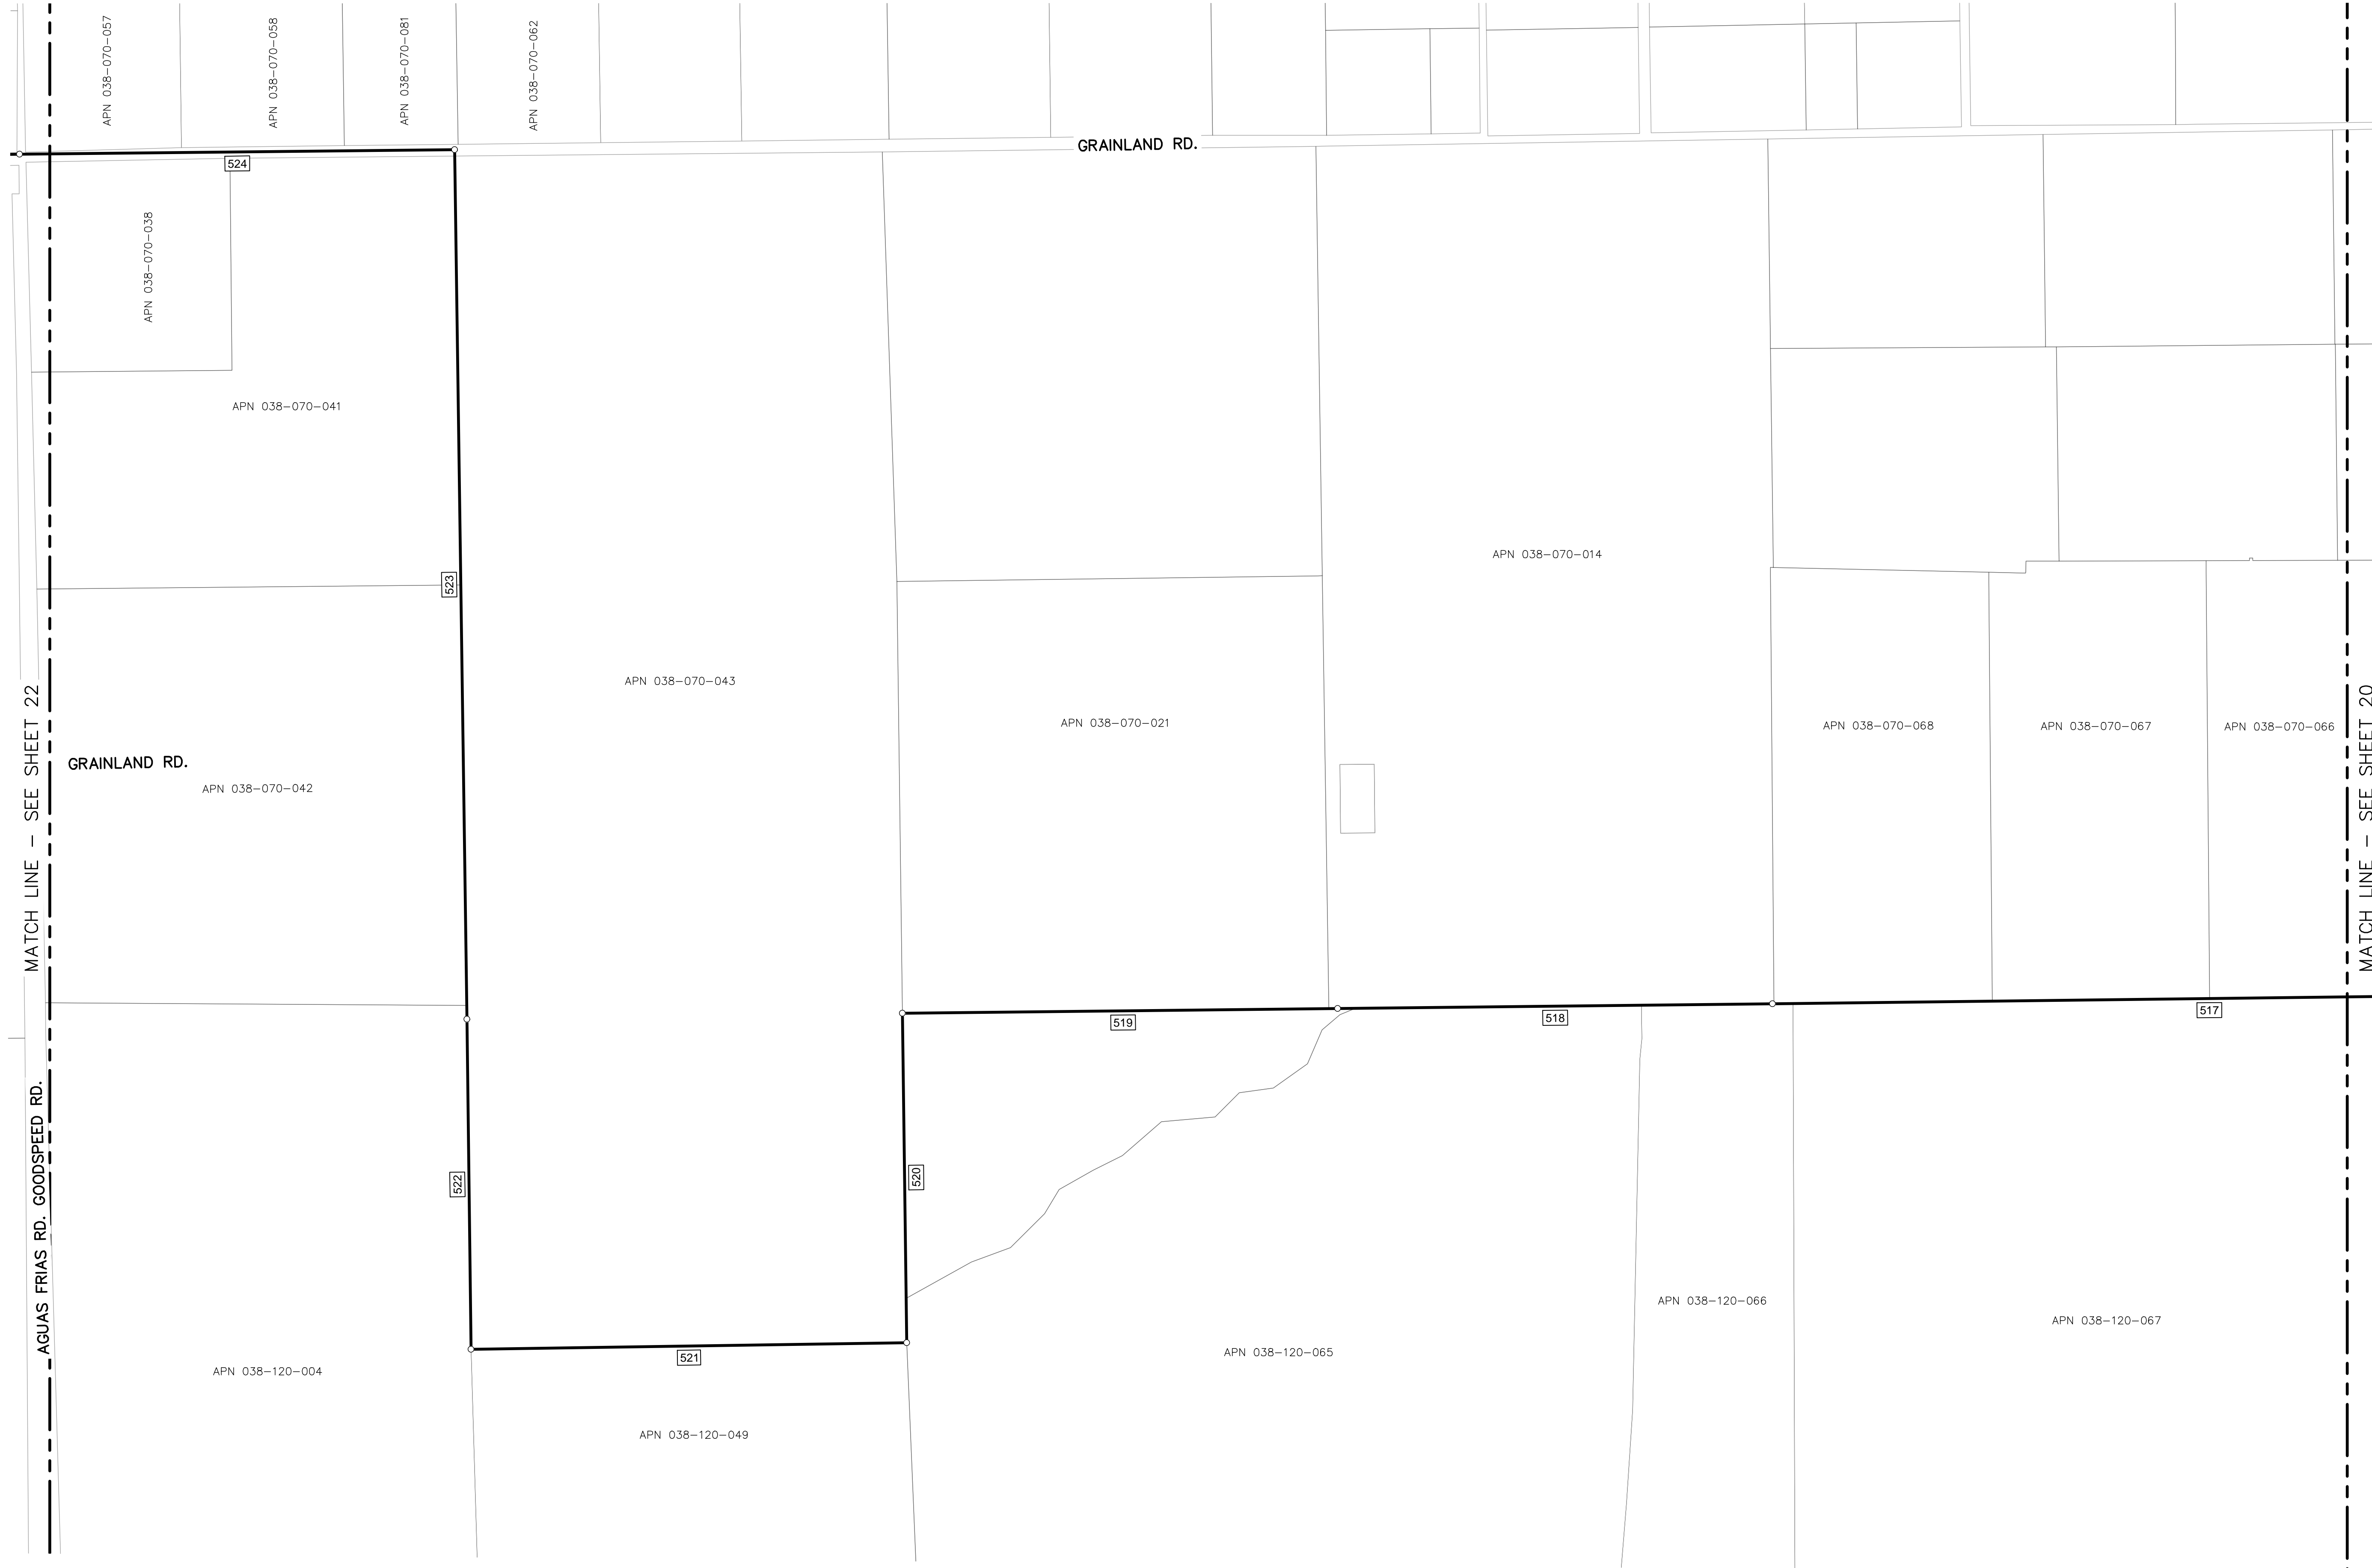 APN 038-070-057
APN 038-070-058
APN 038-070-081
APN 038-070-062
GRAINLAND RD.
524
APN 038-070-038
APN 038-070-041
APN 038-070-014
523
APN 038-070-043
APN 038-070-021
APN 038-070-068
APN 038-070-067
APN 038-070-066
MATCH LINE - SEE SHEET 22
MATCH LINE - SEE SHEET 20
GRAINLAND RD.
APN 038-070-042
519
518
517
522
520
AGUAS FRIAS RD. GOODSPEED RD.
APN 038-120-066
APN 038-120-067
APN 038-120-065
521
APN 038-120-004
APN 038-120-049